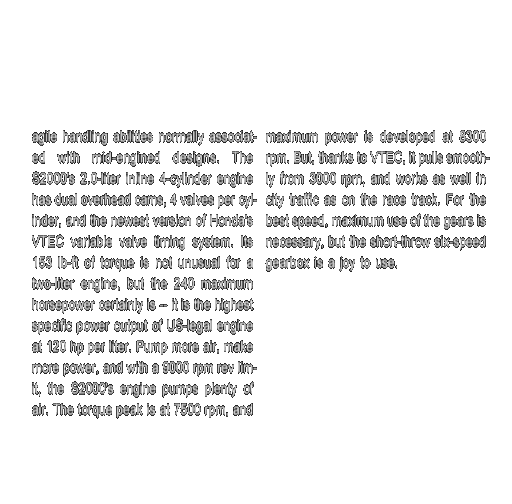 agile handling abilities normally associat-
ed with mid-engined designs. The
S2000's 2.0-liter inline 4-cylinder engine
has dual overhead cams, 4 valves per cyl-
inder, and the newest version of Honda's
VTEC variable valve timing system. Its
153 lb-ft of torque is not unusual for a
two-liter engine, but the 240 maximum
horsepower certainly is -- it is the highest
specific power output of US-legal engine
at 120 hp per liter. Pump more air, make
more power, and with a 9000 rpm rev lim-
it, the S2000's engine pumps plenty of
air. The torque peak is at 7500 rpm, and
maximum power is developed at 8300
rpm. But, thanks to VTEC, it pulls smooth-
ly from rpm, and works as well in
city traffic as on the race track. For the
best speed, maximum use of the gears is
necessary, but the short-throw six-speed
gearbox is a joy to use.